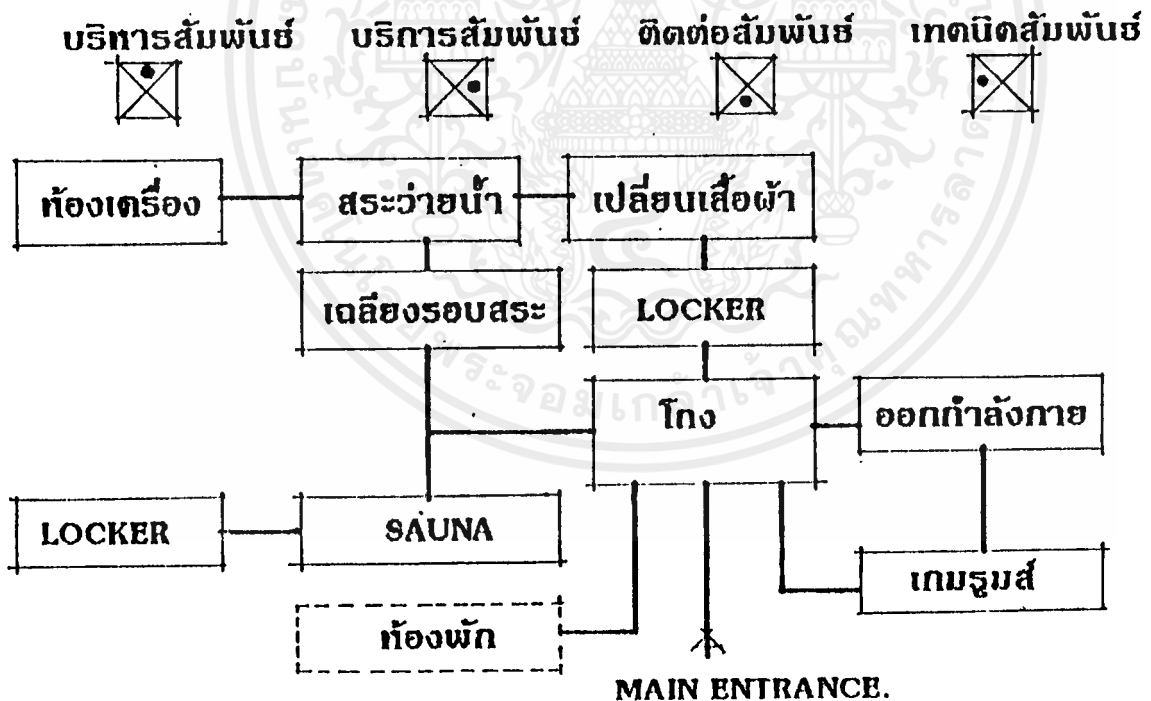 บริหารสัมพันธ์ บริการสัมพันธ์ ติดต่อสัมพันธ์ เทคนิคสัมพันธ์
ห้องเครื่อง สระว่ายน้ำ เปลี่ยนเสื้อผ้า
เฉลียงรอบสระ LOCKER
โถง ออกกำลังกาย
LOCKER SAUNA
เกมรูมส์
ห้องพัก
MAIN ENTRANCE.